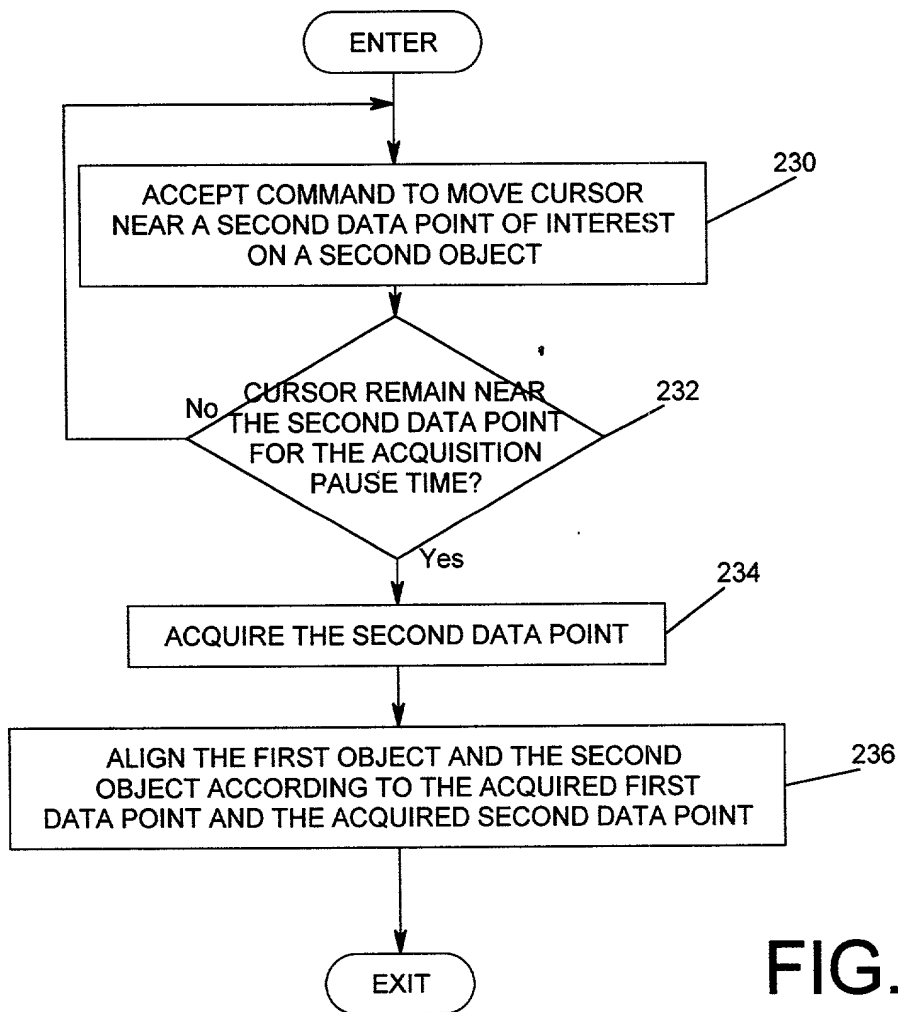 ENTER
230
ACCEPT COMMAND TO MOVE CURSOR
NEAR A SECOND DATA POINT OF INTEREST
ON A SECOND OBJECT
CURSOR REMAIN NEAR
THE SECOND DATA POINT
FOR THE ACQUISITION
PAUSE TIME?
232
No
Yes
234
ACQUIRE THE SECOND DATA POINT
ALIGN THE FIRST OBJECT AND THE SECOND
OBJECT ACCORDING TO THE ACQUIRED FIRST
DATA POINT AND THE ACQUIRED SECOND DATA POINT
236
EXIT
FIG.